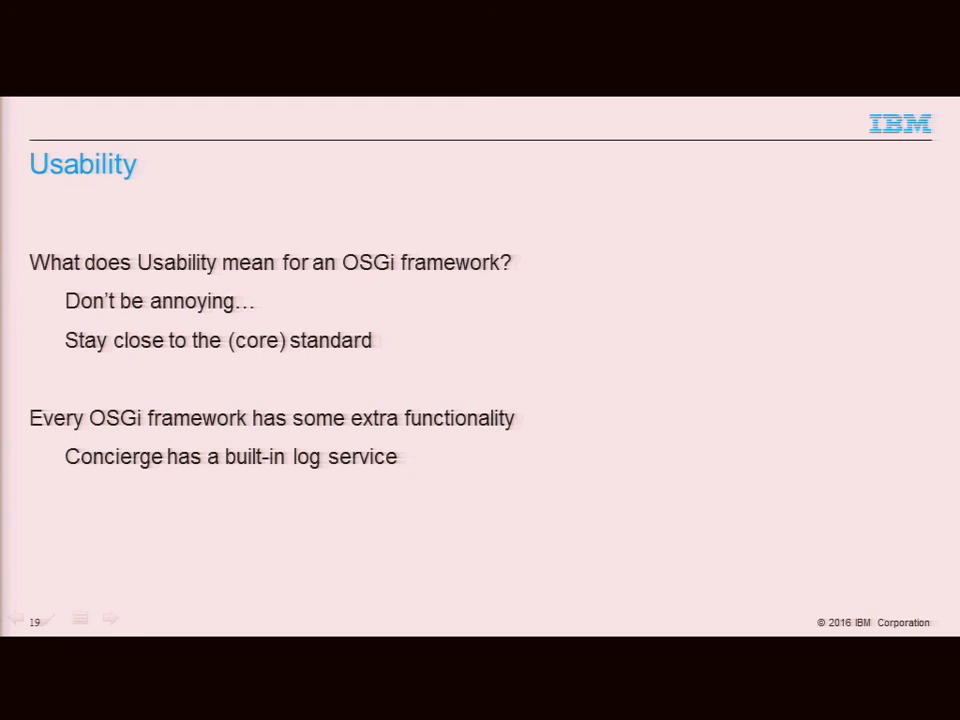 IBM
Usability
What does Usability mean for an OSGi framework?
Don't be annoying…
Stay close to the (core) standard
Every OSGi framework has some extra functionality
Concierge has a built-in log service
19
© 2016 IBM Corporation